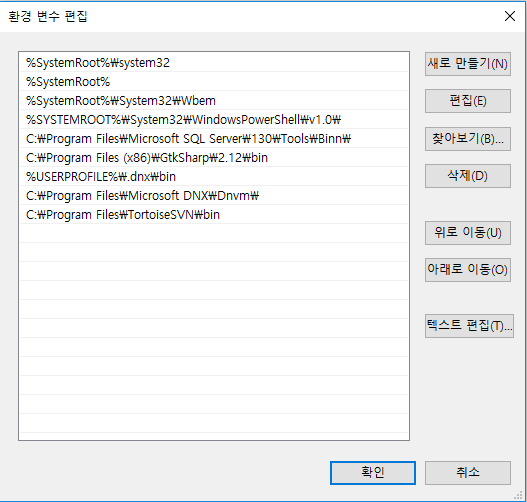 환경 변수 편집
%SystemRoot%₩system32
%SystemRoot%
%SystemRoot%₩System32₩Wbem
%SYSTEMROOT%₩System32₩WindowsPowerShell₩v1.0₩
C:₩Program Files₩Microsoft SQL Server₩130₩Tools₩Binn₩
C:₩Program Files (x86)₩GtkSharp₩2.12₩bin
%USERPROFILE%₩.dnx₩bin
C:₩Program Files₩Microsoft DNX₩Dnvm₩
C:₩Program Files₩TortoiseSVN₩bin
새로 만들기(N)
편집(E)
찾아보기(B)...
삭제(D)
위로 이동(U)
아래로 이동(O)
텍스트 편집(T)...
확인
취소